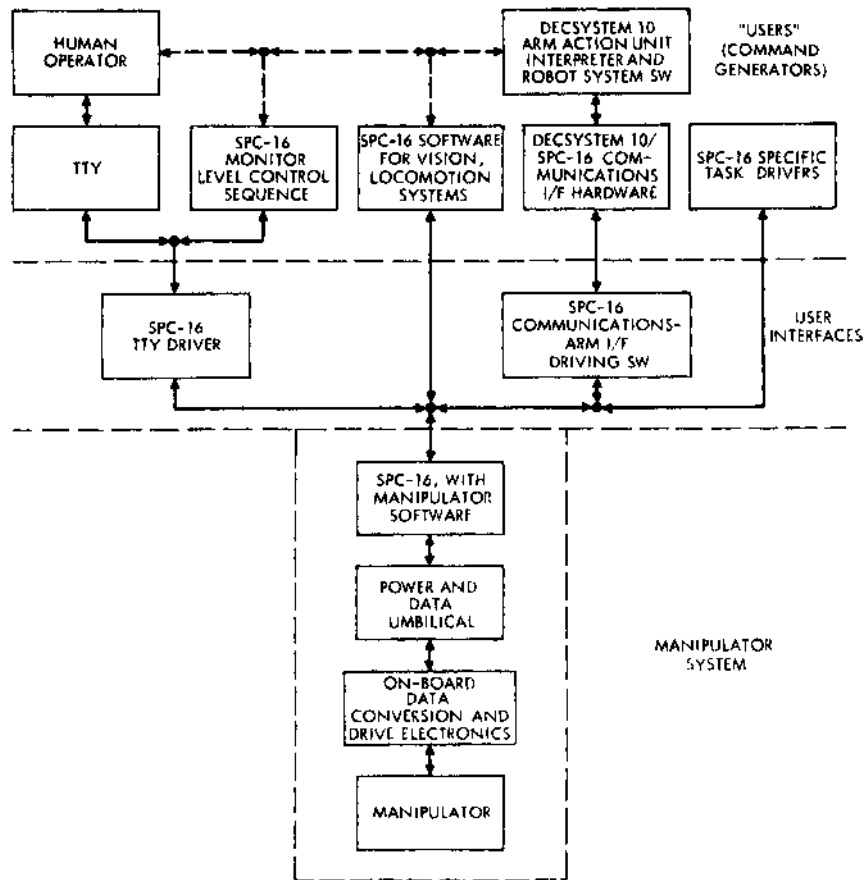 HUMAN
OPERATOR
DECSYSTEM 10
ARM ACTION UNIT
INTERPRETER AND
ROBOT SYSTEM SW
"USERS"
(COMMAND
GENERATORS)
TTY
SPC-16
MONITOR
LEVEL CONTROL
SEQUENCE
SPC-16 SOFTWARE
FOR VISION,
LOCOMOTION
SYSTEMS
DECSYSTEM 10/
SPC-16 COM-
MUNICATIONS
I/F HARDWARE
SPC-16 SPECIFIC
TASK DRIVERS
SPC-16
TTY DRIVER
SPC-16
COMMUNICATIONS-
ARM I/F
DRIVING SW
USER
INTERFACES
SPC-16, WITH
MANIPULATOR
SOFTWARE
POWER AND
DATA
UMBILICAL
ON-BOARD
DATA
CONVERSION AND
DRIVE ELECTRONICS
MANIPULATOR
MANIPULATOR
SYSTEM